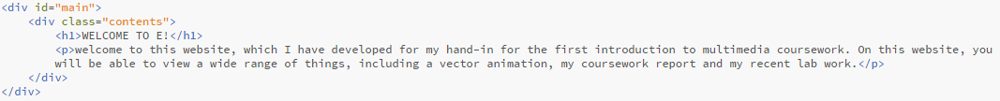 <div id="main">
<div class="contents">
<h1>WELCOME TO E!</h1>
<p>welcome to this website, which I have developed for my hand-in for the first introduction to multimedia coursework. On this website, you
will be able to view a wide range of things, including a vector animation, my coursework report and my recent lab work.</p>
</div>
</div>